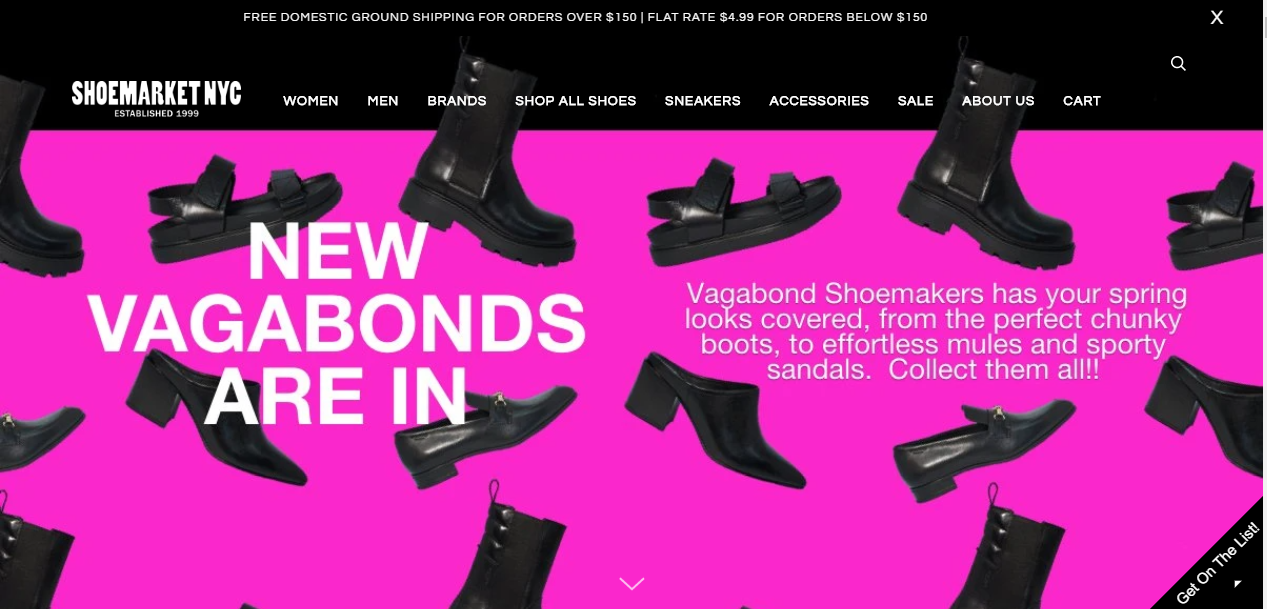 FREE DOMESTIC GROUND SHIPPING FOR ORDERS OVER $150 | FLAT RATE $4.99 FOR ORDERS BELOW $150
X
SHOEMARKET NYC
ESTABLISHED 1999
WOMEN
MEN
BRANDS
SHOP ALL SHOES
SNEAKERS
ACCESSORIES
SALE
ABOUT US
CART
NEW
VAGABONDS
ARE IN
Vagabond Shoemakers has your spring
looks covered, from the perfect chunky
boots, to effortless mules and sporty
sandals. Collect them all!!
Get On The List!